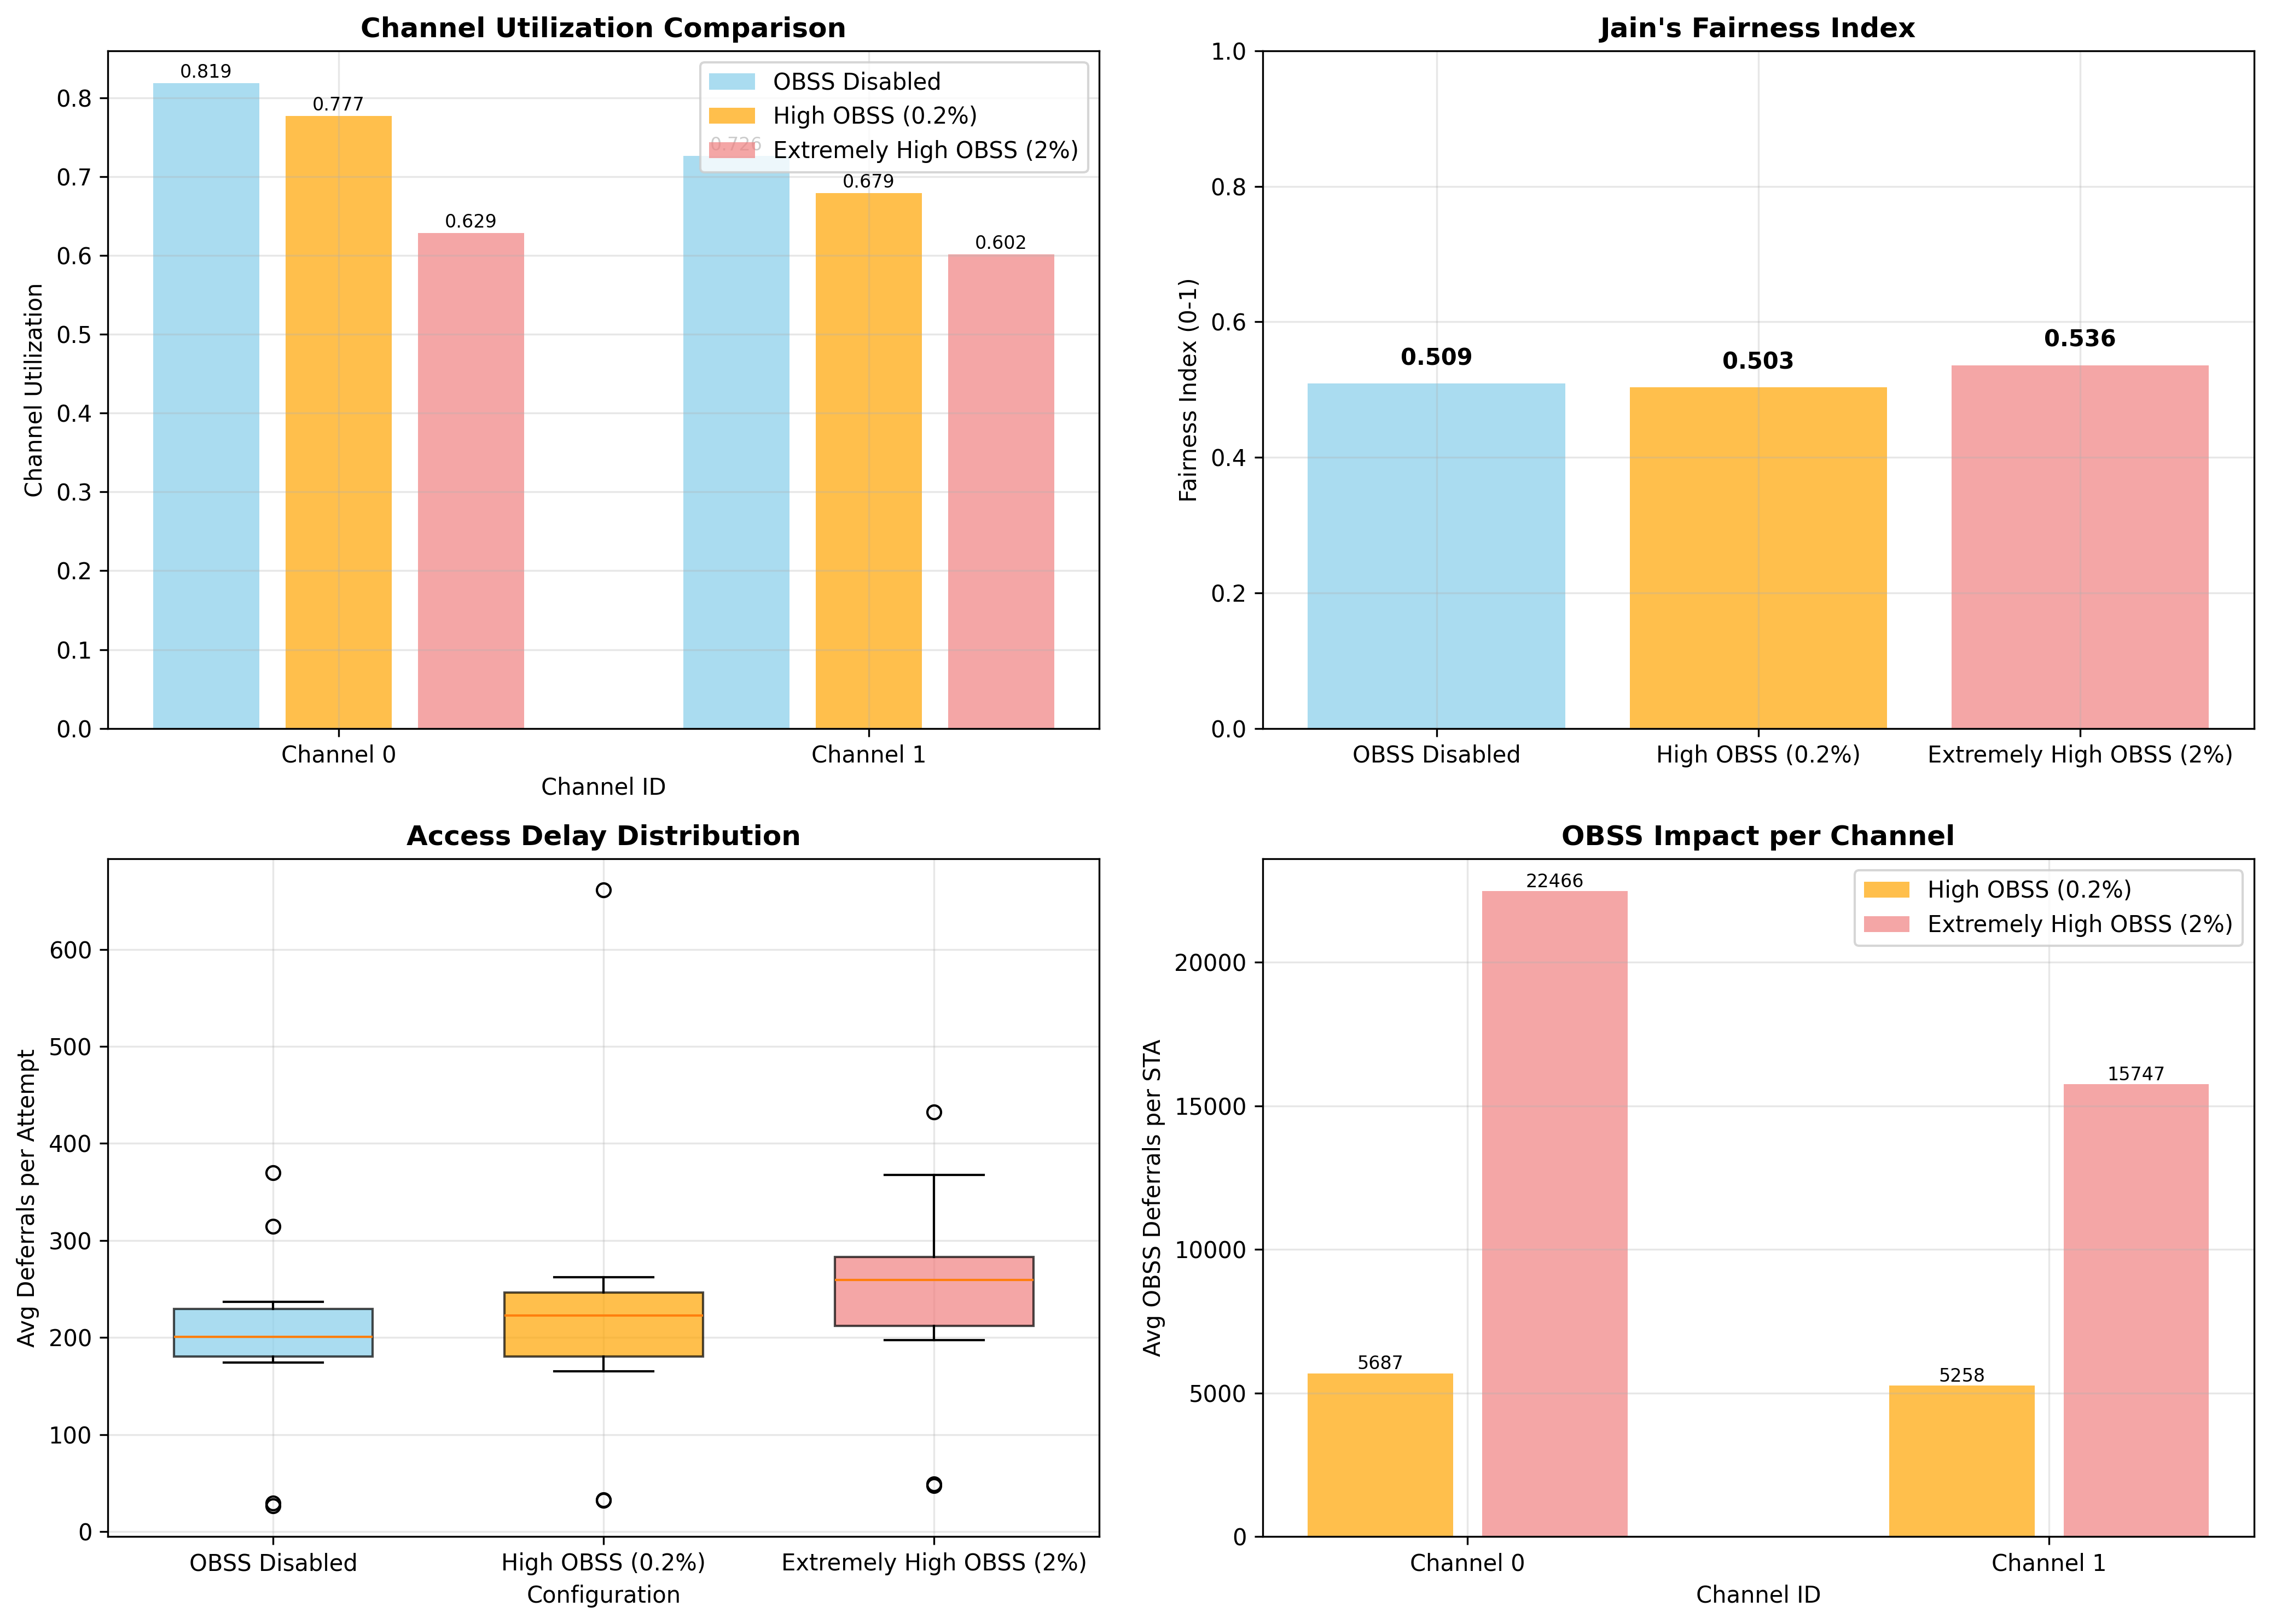 Channel Utilization Comparison
Channel Utilization
0.8
0.7
0.6
0.5
0.4
0.3
0.2
0.1
0.0
0.819
0.777
0.629
0.726
0.679
0.602
OBSS Disabled
High OBSS (0.2%)
Extremely High OBSS (2%)
Channel 0
Channel 1
Channel ID
Jain's Fairness Index
Fairness Index (0-1)
1.0
0.8
0.6
0.4
0.2
0.0
0.509
0.503
0.536
OBSS Disabled
High OBSS (0.2%)
Extremely High OBSS (2%)
Access Delay Distribution
Avg Deferrals per Attempt
600
500
400
300
200
100
0
OBSS Disabled
High OBSS (0.2%)
Extremely High OBSS (2%)
Configuration
OBSS Impact per Channel
Avg OBSS Deferrals per STA
20000
15000
10000
5000
0
5687
22466
5258
15747
High OBSS (0.2%)
Extremely High OBSS (2%)
Channel 0
Channel 1
Channel ID